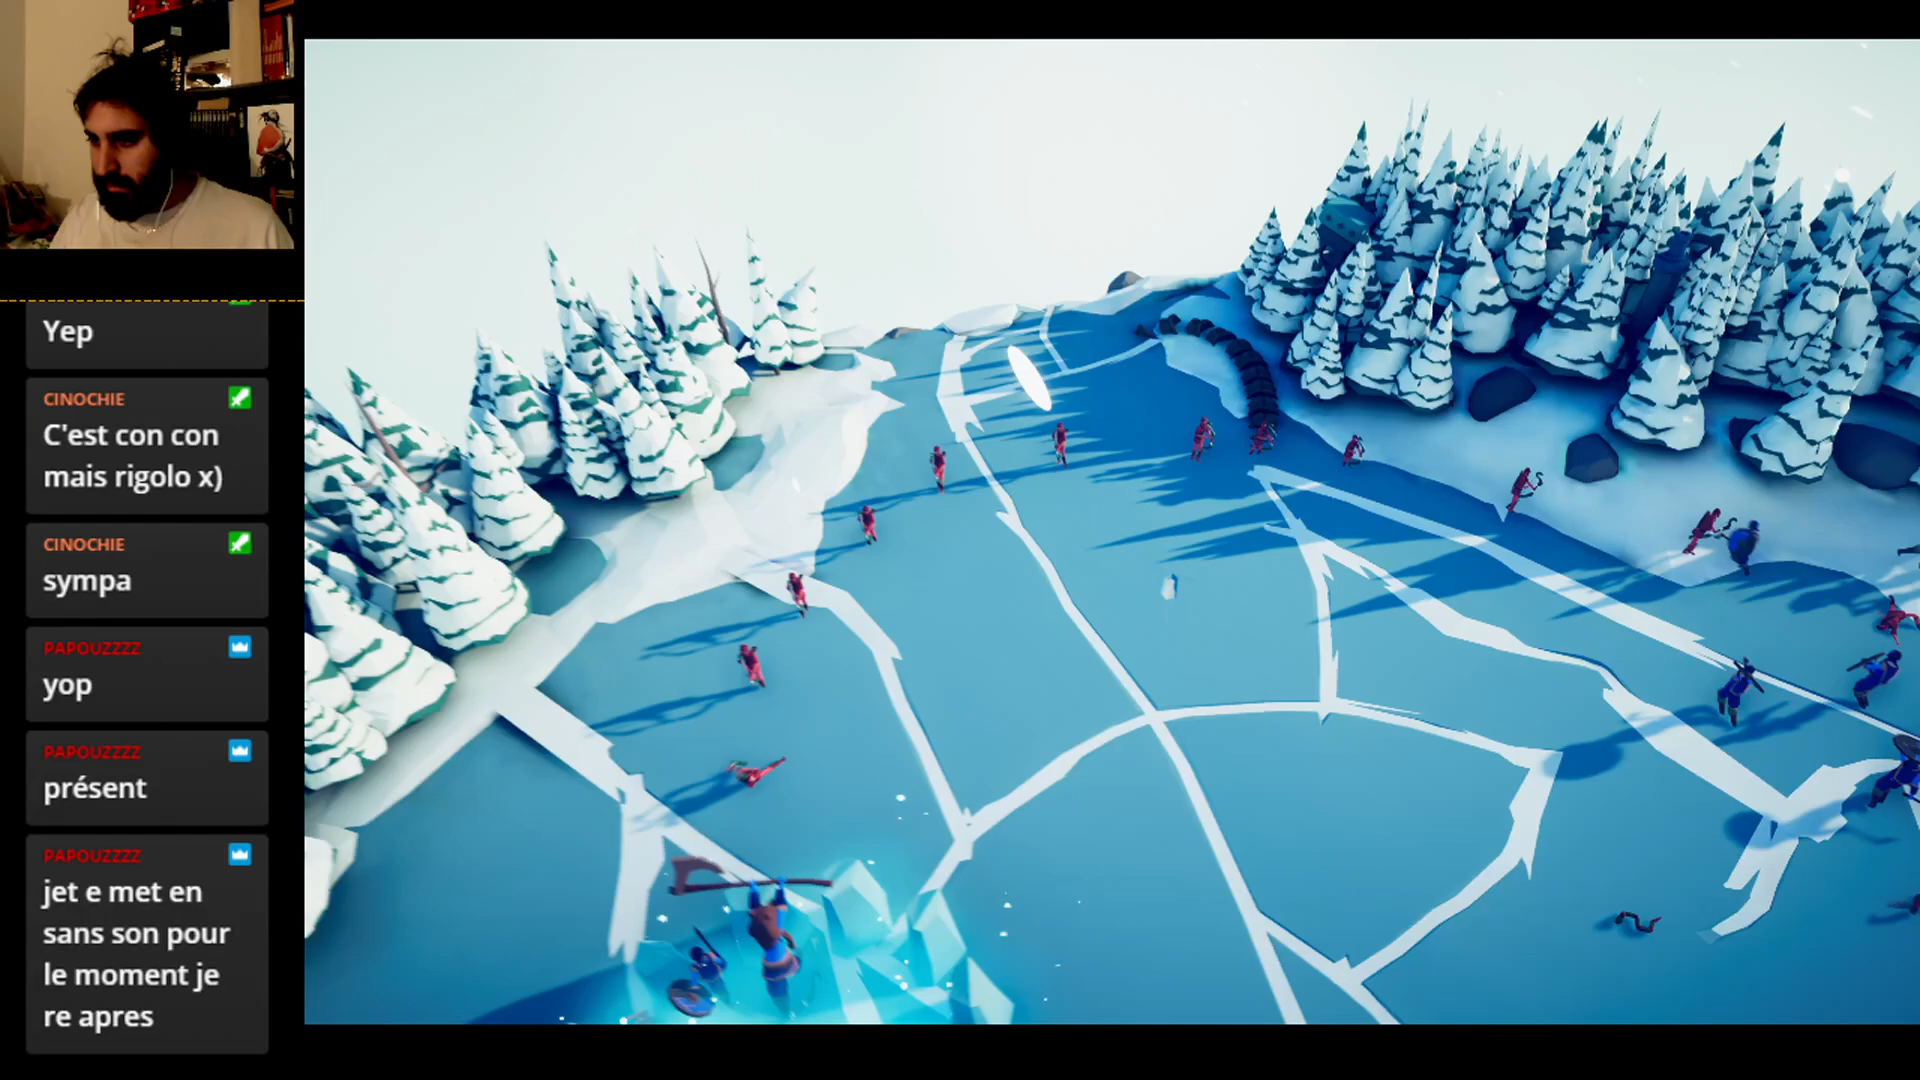 Yep
CINOCHIE
C'est con con
mais rigolo x)
CINOCHIE
sympa
PAPOUZZZZ
yop
PAPOUZZZZ
présent
PAPOUZZZZ
jet e met en
sans son pour
le moment je
re apres